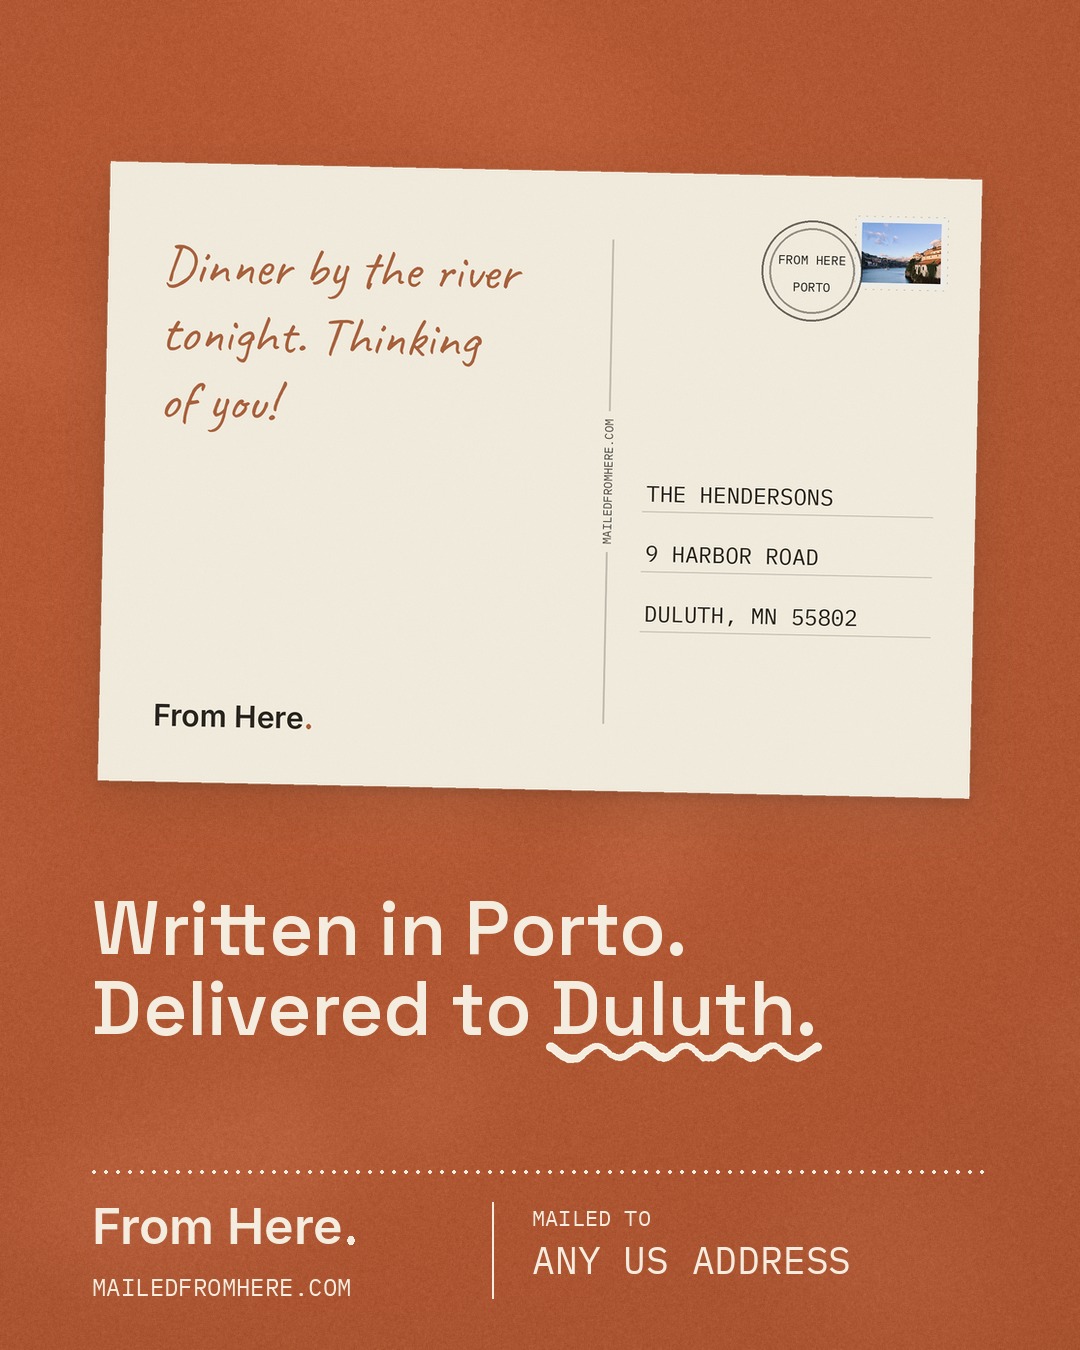 Dinner by the river
tonight. Thinking
of you!
FROM HERE
PORTO
MAILEDFROMHERE.COM
THE HENDERSONS
9 HARBOR ROAD
DULUTH, MN 55802
From Here.
Written in Porto.
Delivered to Duluth.
From Here.
MAILEDFROMHERE.COM
MAILED TO
ANY US ADDRESS